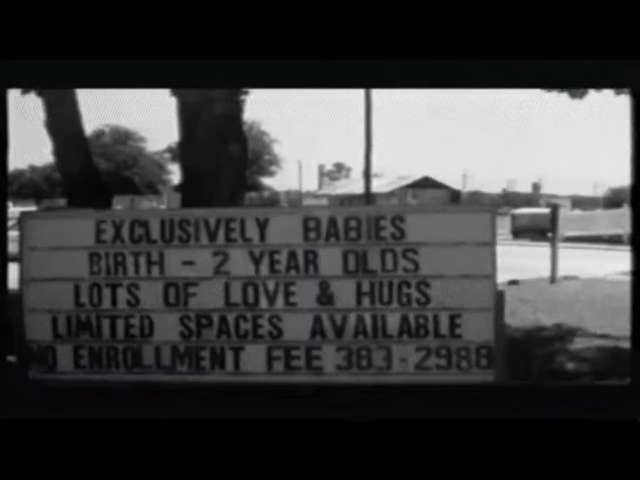 EXCLUSIVELY BABIES
BIRTH - 2 YEAR OLDS
LOTS OF LOVE & HUGS
LIMITED SPACES AVAILABLE
NO ENROLLMENT FEE 383-2988